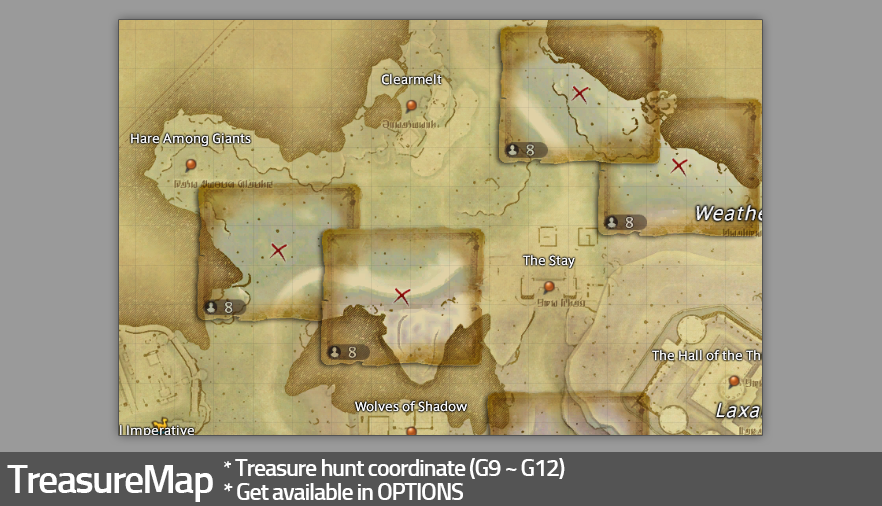 Clearmelt
Hare Among Giants
8
8
Weathe
The Stay
8
8
The Hall of the Th
Wolves of Shadow
Laxa
l Imperative
TreasureMap
* Treasure hunt coordinate (G9 ~ G12)
* Get available in OPTIONS